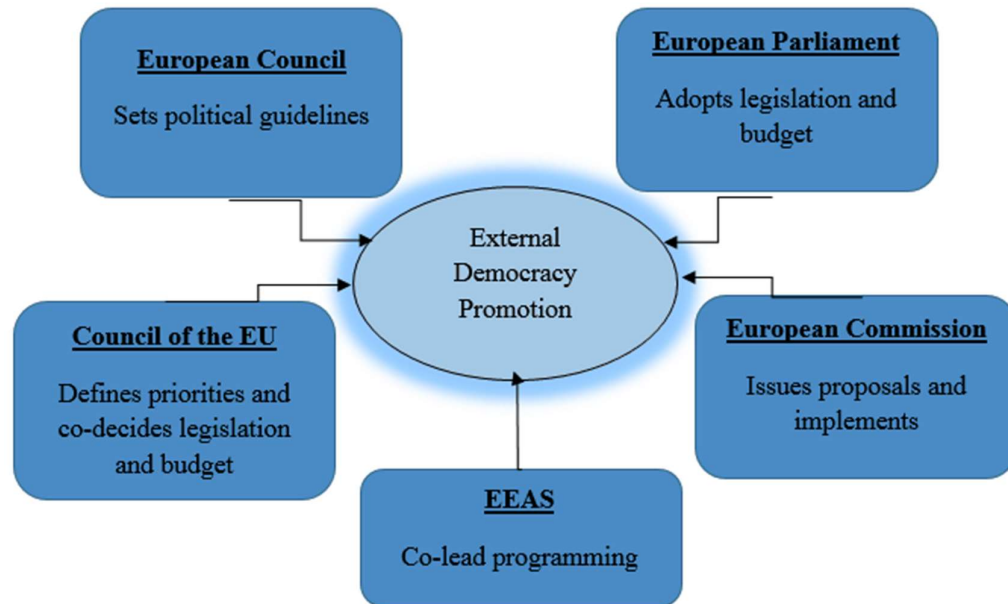 European Council
Sets political guidelines
European Parliament
Adopts legislation and
budget
External
Democracy
Promotion
Council of the EU
Defines priorities and
co-decides legislation
and budget
European Commission
Issues proposals and
implements
EEAS
Co-lead programming